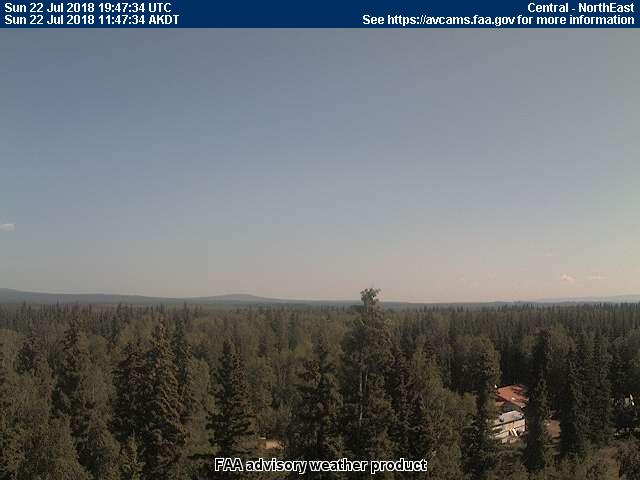 Sun 22 Jul 2018 19:47:34 UTC
Central - NorthEast
Sun 22 Jul 2018 11:47:34 AKDT
See https://avcams.faa.gov for more information
FAA advisory weather product